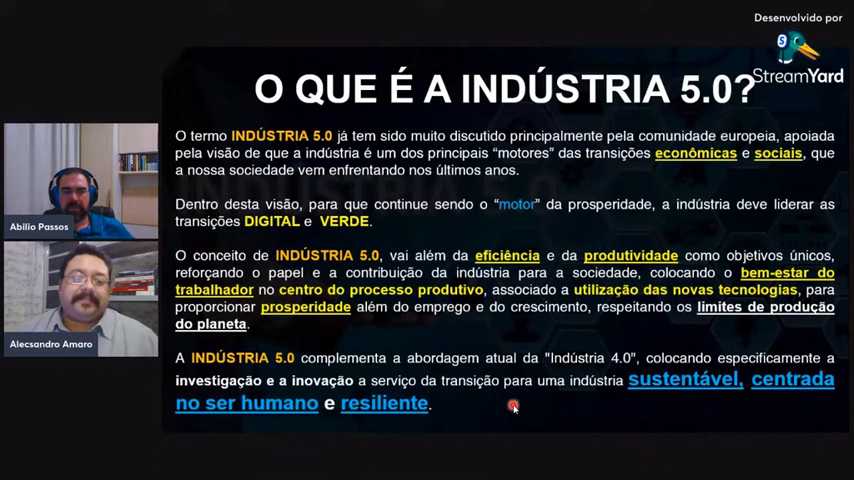 Desenvolvido por
StreamYard
O QUE É A INDÚSTRIA 5.0?
O termo INDÚSTRIA 5.0 já tem sido muito discutido principalmente pela comunidade europeia, apoiada
pela visão de que a indústria é um dos principais “motores” das transições econômicas e sociais, que
a nossa sociedade vem enfrentando nos últimos anos.
Dentro desta visão, para que continue sendo o “motor” da prosperidade, a indústria deve liderar as
transições DIGITAL e VERDE.
O conceito de INDÚSTRIA 5.0, vai além da eficiência e da produtividade como objetivos únicos,
reforçando o papel e a contribuição da indústria para a sociedade, colocando o bem-estar do
trabalhador no centro do processo produtivo, associado a utilização das novas tecnologias, para
proporcionar prosperidade além do emprego e do crescimento, respeitando os limites de produção
do planeta.
A INDÚSTRIA 5.0 complementa a abordagem atual da "Indústria 4.0", colocando especificamente a
investigação e a inovação a serviço da transição para uma indústria sustentável, centrada
no ser humano e resiliente.
Abilio Passos
Alecsandro Amaro